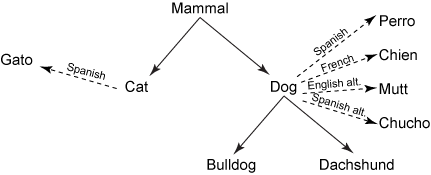 Mammal
Perro
Spanish
Gato
Spanish
Cat
Dog
French
Chien
English alt.
Mutt
Spanish alt.
Chucho
Bulldog
Dachshund